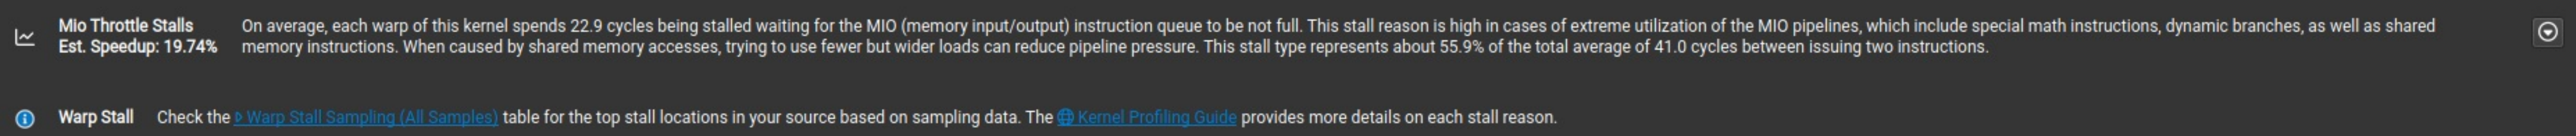 Mio Throttle Stalls On average, each warp of this kernel spends 22.9 cycles being stalled waiting for the MIO (memory input/output) instruction queue to be not full. This stall reason is high in cases of extreme utilization of the MIO pipelines, which include special math instructions, dynamic branches, as well as shared
Est. Speedup: 19.74% memory instructions. When caused by shared memory accesses, trying to use fewer but wider loads can reduce pipeline pressure. This stall type represents about 55.9% of the total average of 41.0 cycles between issuing two instructions.
Warp Stall Check the Warp Stall Sampling (All Samples) table for the top stall locations in your source based on sampling data. The Kernel Profiling Guide provides more details on each stall reason.